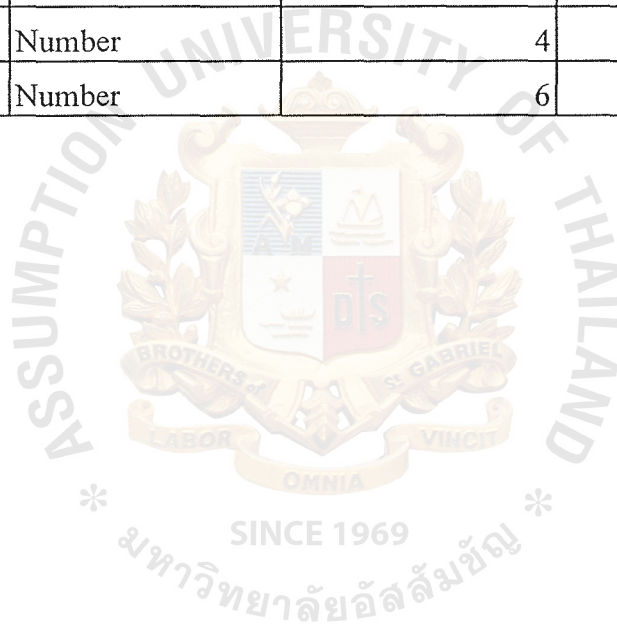 Number 4
Number 6
ASSUMPTION UNIVERSITY OF THAILAND
A M
D S
BROTHERS of St GABRIEL
LABOR OMNIA VINCIT
SINCE 1969
* มหาวิทยาลัยอัสสัมชัญ *